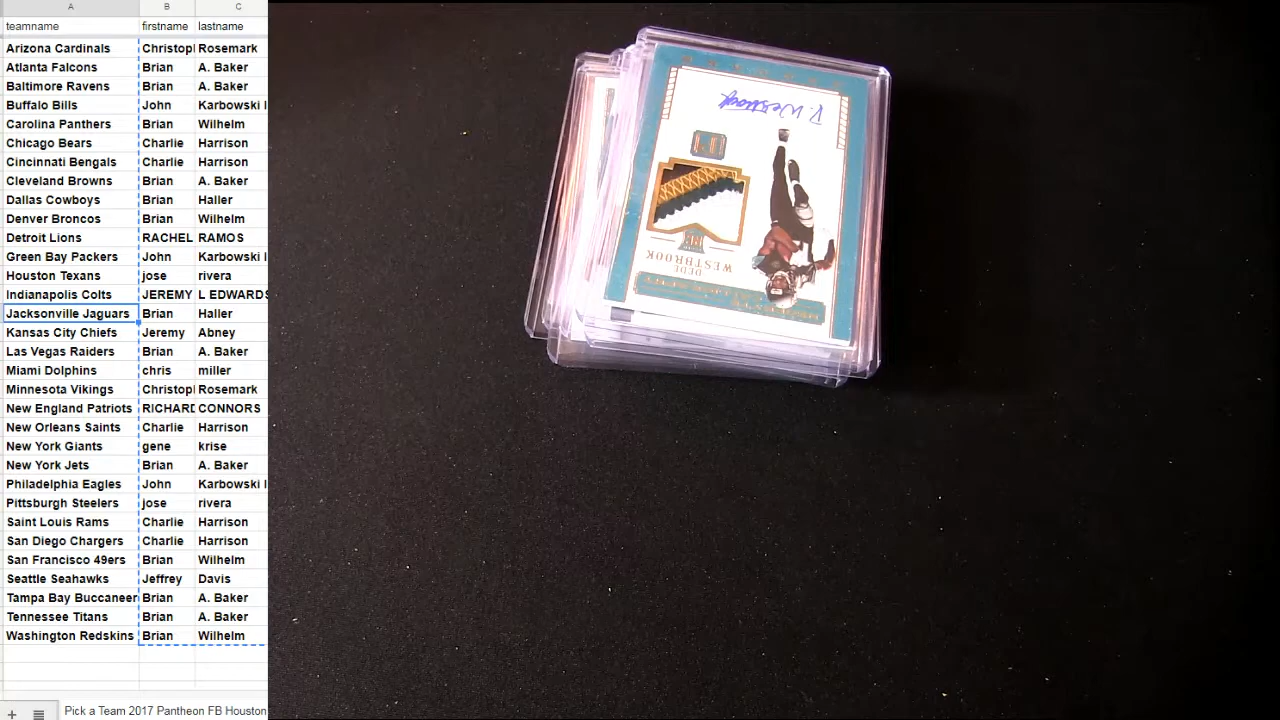 A B C
teamname firstname lastname
Arizona Cardinals Christopl Rosemark
Atlanta Falcons Brian A. Baker
Baltimore Ravens Brian A. Baker
Buffalo Bills John Karbowski I
Carolina Panthers Brian Wilhelm
Chicago Bears Charlie Harrison
Cincinnati Bengals Charlie Harrison
Cleveland Browns Brian A. Baker
Dallas Cowboys Brian Haller
Denver Broncos Brian Wilhelm
Detroit Lions RACHEL RAMOS
Green Bay Packers John Karbowski I
Houston Texans jose rivera
Indianapolis Colts JEREMY L EDWARDS
Jacksonville Jaguars Brian Haller
Kansas City Chiefs Jeremy Abney
Las Vegas Raiders Brian A. Baker
Miami Dolphins chris miller
Minnesota Vikings Christopl Rosemark
New England Patriots RICHARD CONNORS
New Orleans Saints Charlie Harrison
New York Giants gene krise
New York Jets Brian A. Baker
Philadelphia Eagles John Karbowski I
Pittsburgh Steelers jose rivera
Saint Louis Rams Charlie Harrison
San Diego Chargers Charlie Harrison
San Francisco 49ers Brian Wilhelm
Seattle Seahawks Jeffrey Davis
Tampa Bay Buccaneer Brian A. Baker
Tennessee Titans Brian A. Baker
Washington Redskins Brian Wilhelm
Pick a Team 2017 Pantheon FB Houston
D. Westbrook
DEDE
WESTBROOK